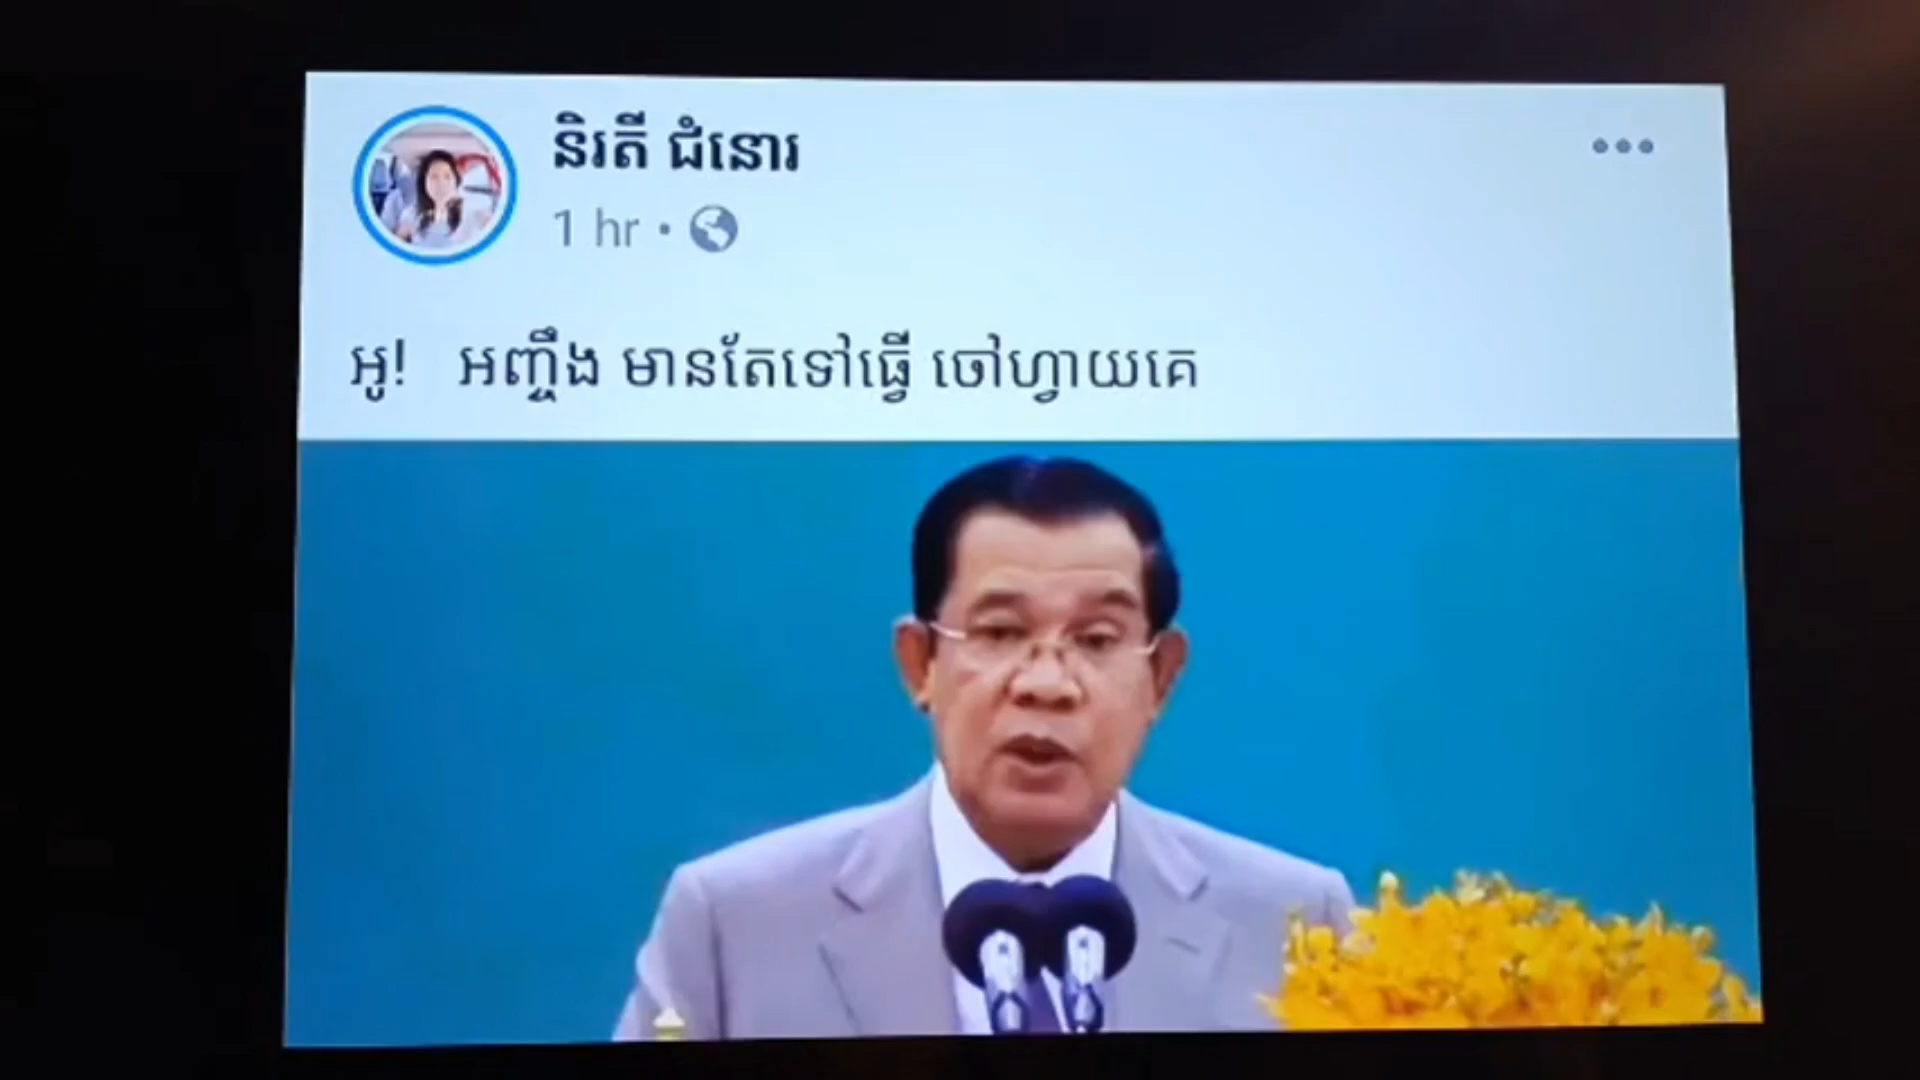 និរតី ជំនោរ
1 hr
អូ! អញ្ចឹង មានតែទៅធ្វើ ចៅហ្វាយគេ